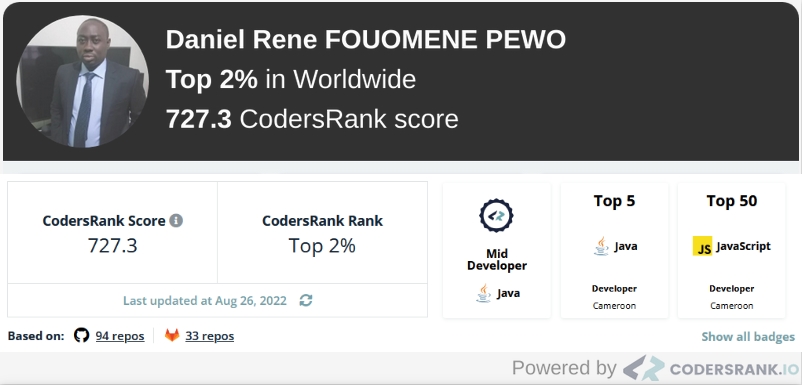 Daniel Rene FOUOMENE PEWO
Top 2% in Worldwide
727.3 CodersRank score
CodersRank Score
727.3
CodersRank Rank
Top 2%
Last updated at Aug 26, 2022
Mid
Developer
Java
Top 5
Java
Developer
Cameroon
Top 50
JS JavaScript
Developer
Cameroon
Based on: 94 repos 33 repos
Show all badges
Powered by CODERSRANK.IO